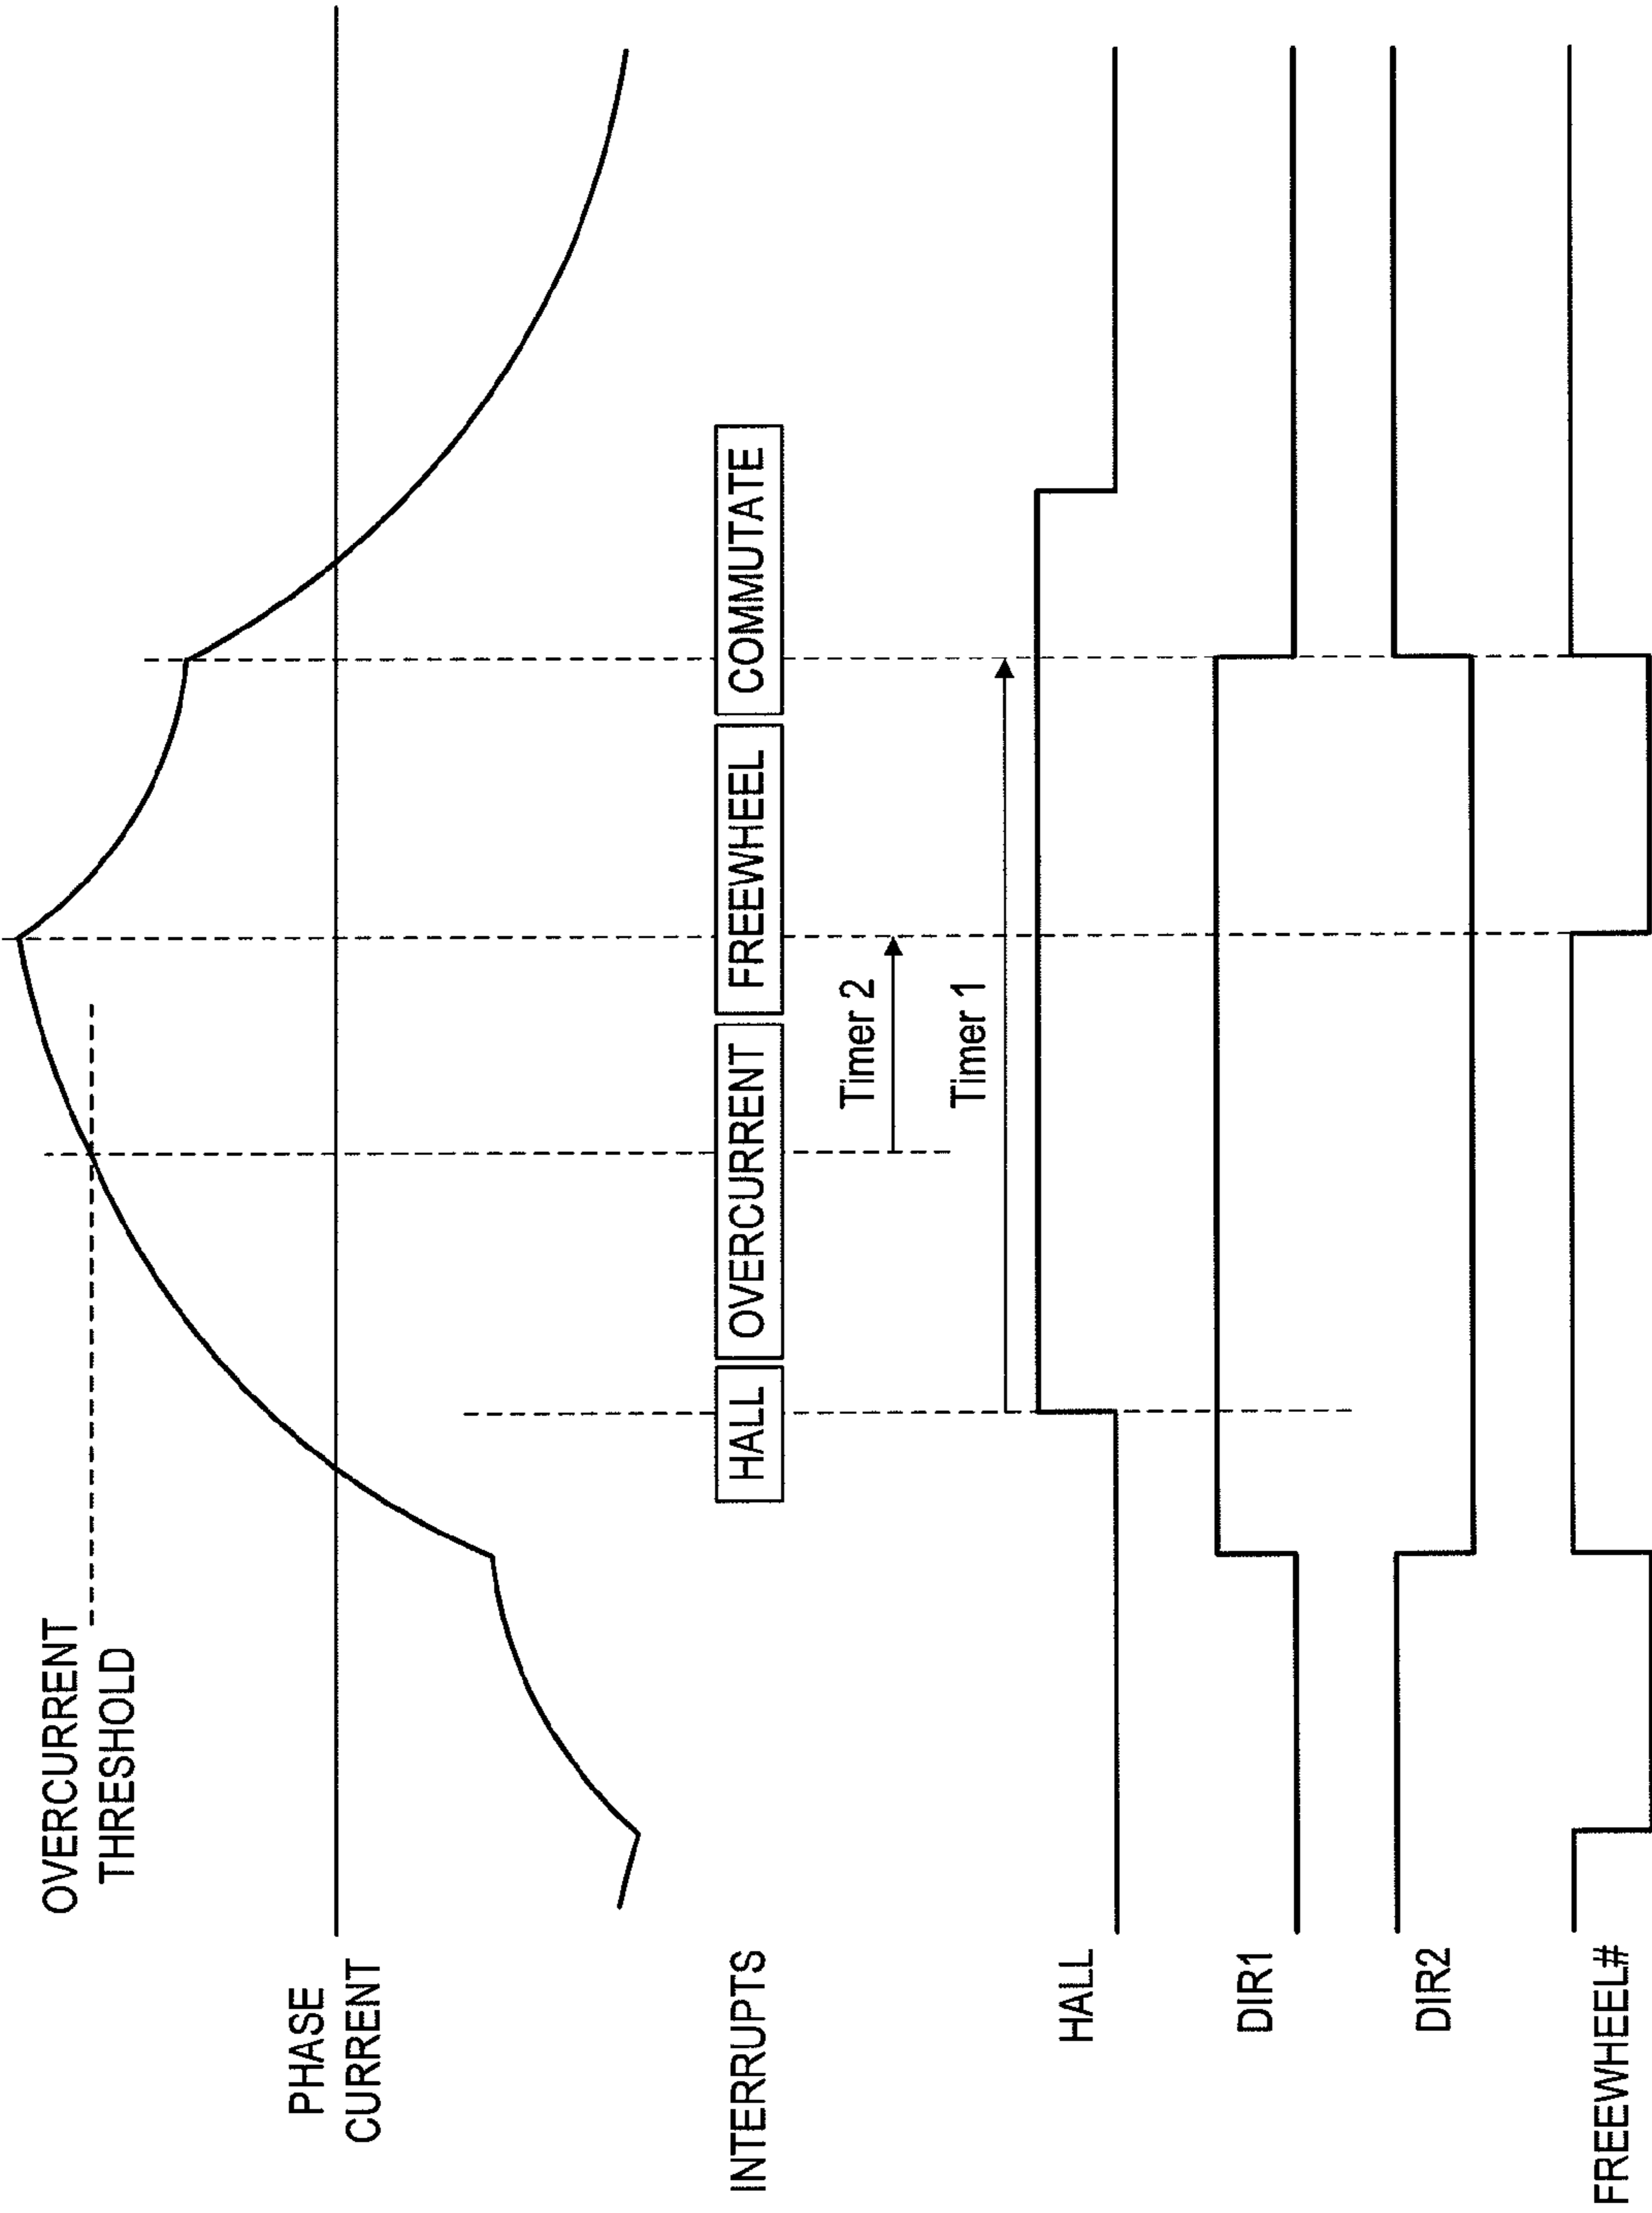 OVERCURRENT
THRESHOLD
PHASE
CURRENT
INTERRUPTS
HALL
OVERCURRENT
FREEWHEEL
COMMUTATE
Timer 2
Timer 1
HALL
DIR1
DIR2
FREEWHEEL#